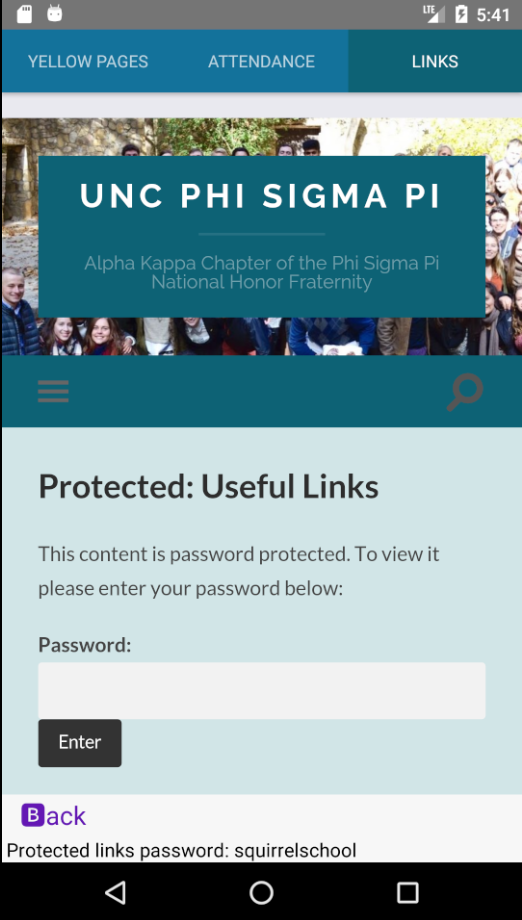 LTE 5:41
YELLOW PAGES ATTENDANCE LINKS
UNC PHI SIGMA PI
Alpha Kappa Chapter of the Phi Sigma Pi
National Honor Fraternity
Protected: Useful Links
This content is password protected. To view it
please enter your password below:
Password:
Enter
Back
Protected links password: squirrelschool